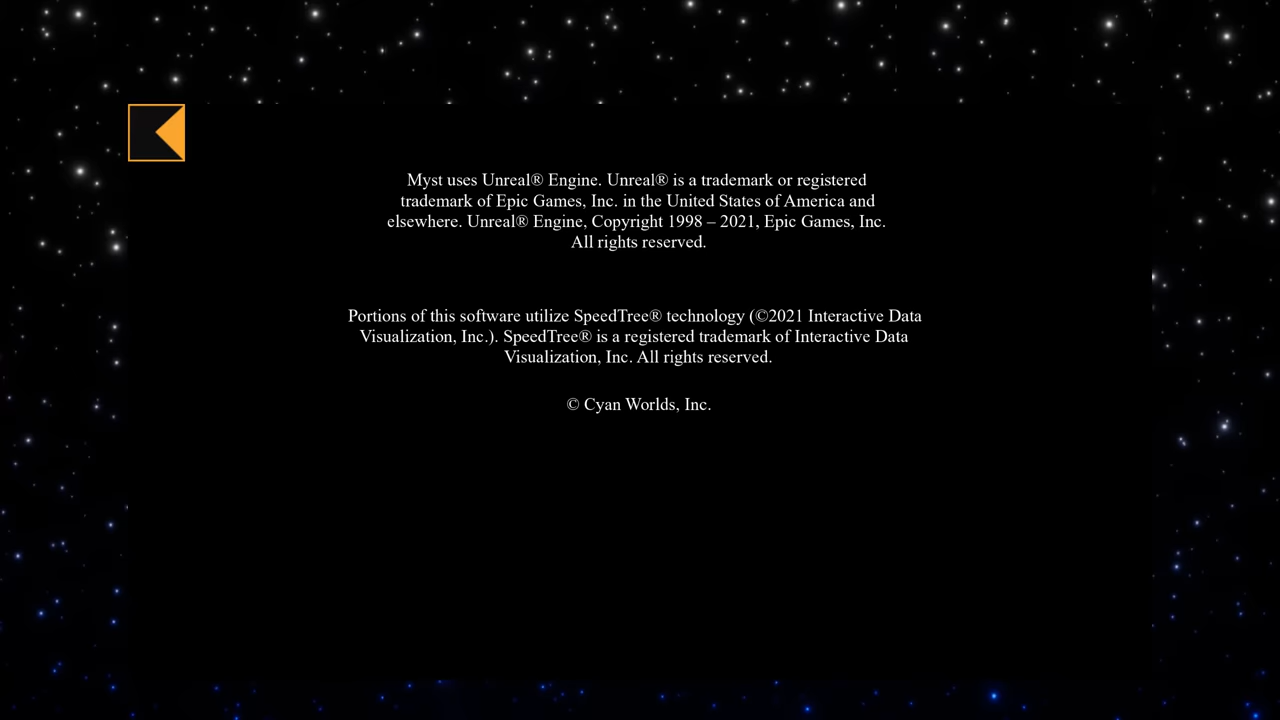 Myst uses Unreal® Engine. Unreal® is a trademark or registered
trademark of Epic Games, Inc. in the United States of America and
elsewhere. Unreal® Engine, Copyright 1998 – 2021, Epic Games, Inc.
All rights reserved.
Portions of this software utilize SpeedTree® technology (©2021 Interactive Data
Visualization, Inc.). SpeedTree® is a registered trademark of Interactive Data
Visualization, Inc. All rights reserved.
© Cyan Worlds, Inc.